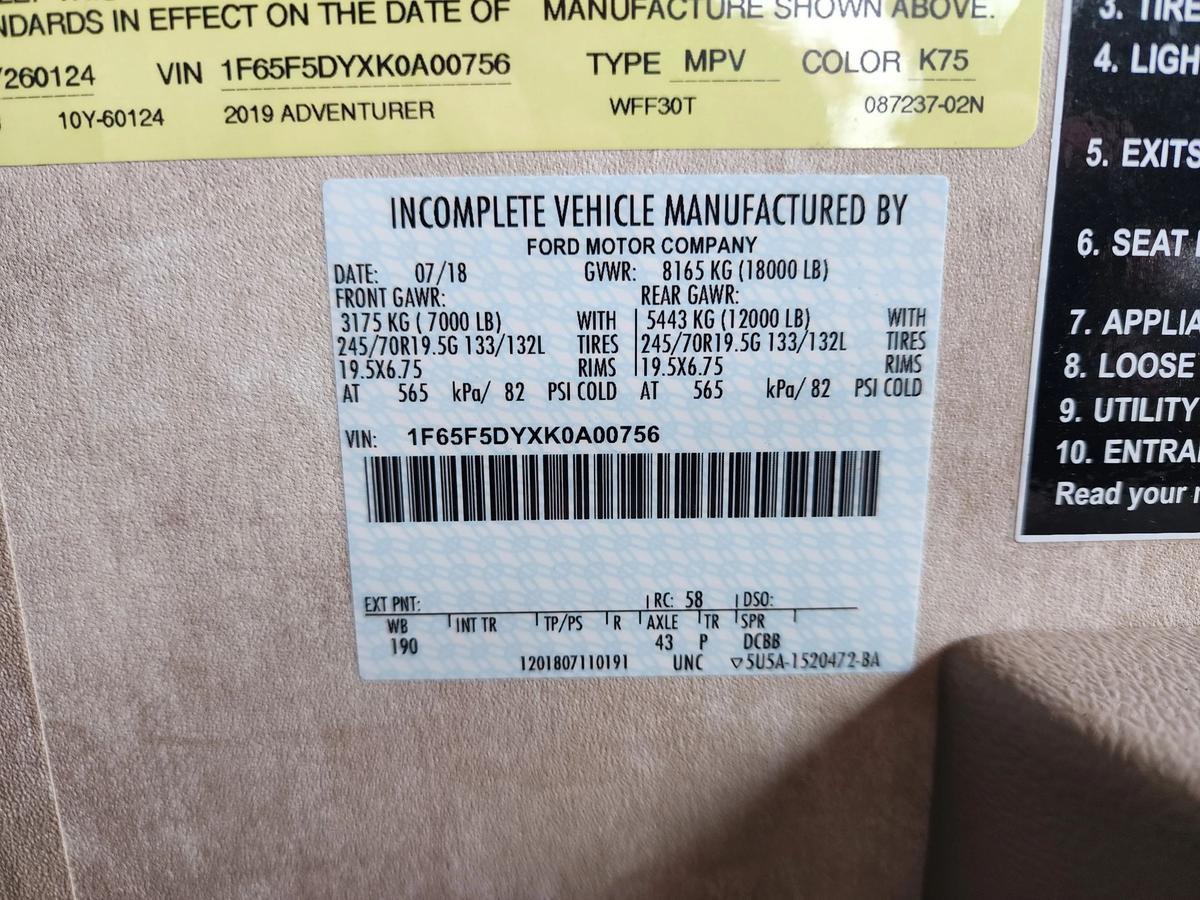 NDARDS IN EFFECT ON THE DATE OF MANUFACTURE SHOWN ABOVE.
/260124 VIN 1F65F5DYXK0A00756 TYPE MPV COLOR K75
10Y-60124 2019 ADVENTURER WFF30T 087237-02N
INCOMPLETE VEHICLE MANUFACTURED BY
FORD MOTOR COMPANY
DATE: 07/18 GVWR: 8165 KG (18000 LB)
FRONT GAWR: REAR GAWR:
3175 KG ( 7000 LB) WITH 5443 KG (12000 LB) WITH
245/70R19.5G 133/132L TIRES 245/70R19.5G 133/132L TIRES
19.5X6.75 RIMS 19.5X6.75 RIMS
AT 565 kPa/ 82 PSI COLD AT 565 kPa/ 82 PSI COLD
VIN: 1F65F5DYXK0A00756
EXT PNT: RC: 58 DSO:
WB INT TR TP/PS R AXLE TR SPR
190 43 P DCBB
1201807110191 UNC ▽5U5A-1520472-BA
3. TIRE
4. LIGH
5. EXITS
6. SEAT
7. APPLIA
8. LOOSE
9. UTILITY
10. ENTRA
Read your